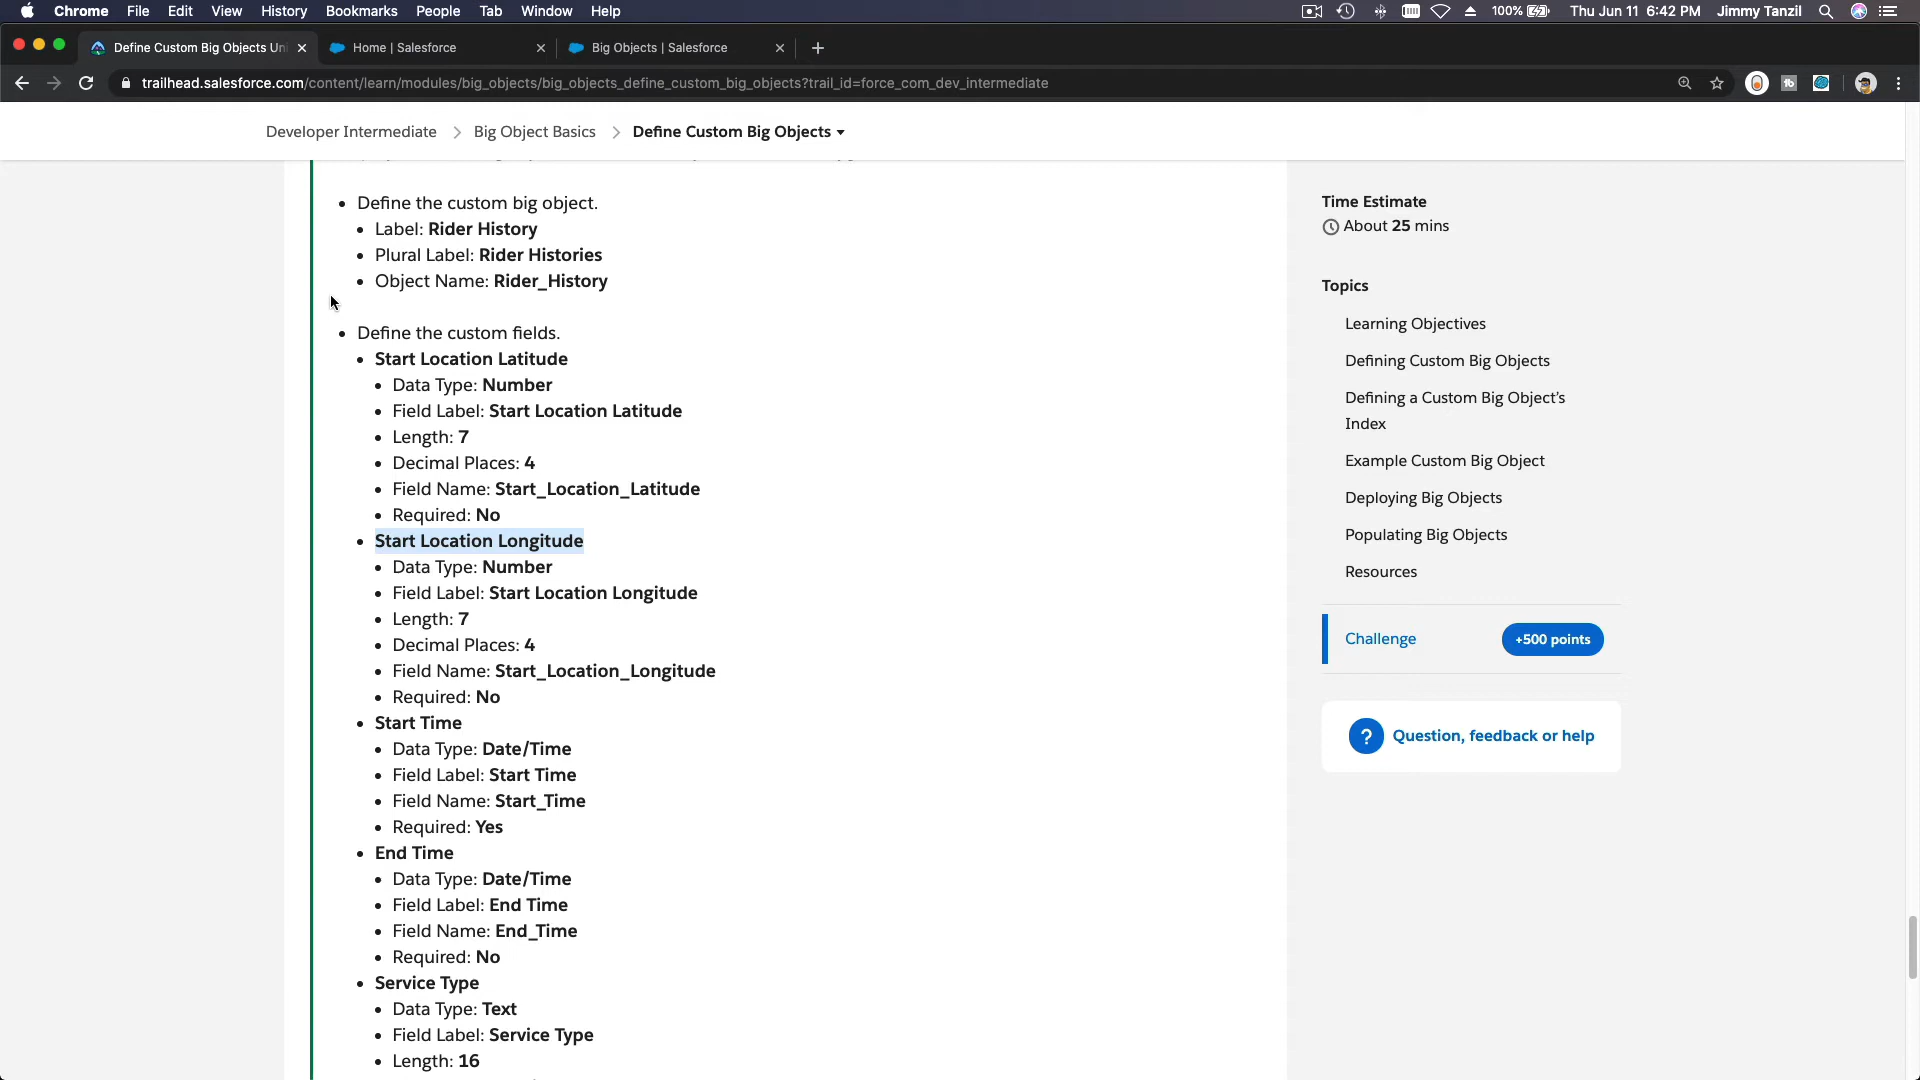 Chrome File Edit View History Bookmarks People Tab Window Help 100% Thu Jun 11 6:42 PM Jimmy Tanzil
Define Custom Big Objects Uni Home | Salesforce Big Objects | Salesforce
trailhead.salesforce.com/content/learn/modules/big_objects/big_objects_define_custom_big_objects?trail_id=force_com_dev_intermediate
Developer Intermediate Big Object Basics Define Custom Big Objects
Define the custom big object.
Label: Rider History
Plural Label: Rider Histories
Object Name: Rider_History
Define the custom fields.
Start Location Latitude
Data Type: Number
Field Label: Start Location Latitude
Length: 7
Decimal Places: 4
Field Name: Start_Location_Latitude
Required: No
Start Location Longitude
Data Type: Number
Field Label: Start Location Longitude
Length: 7
Decimal Places: 4
Field Name: Start_Location_Longitude
Required: No
Start Time
Data Type: Date/Time
Field Label: Start Time
Field Name: Start_Time
Required: Yes
End Time
Data Type: Date/Time
Field Label: End Time
Field Name: End_Time
Required: No
Service Type
Data Type: Text
Field Label: Service Type
Length: 16
Time Estimate
About 25 mins
Topics
Learning Objectives
Defining Custom Big Objects
Defining a Custom Big Object’s
Index
Example Custom Big Object
Deploying Big Objects
Populating Big Objects
Resources
Challenge +500 points
? Question, feedback or help